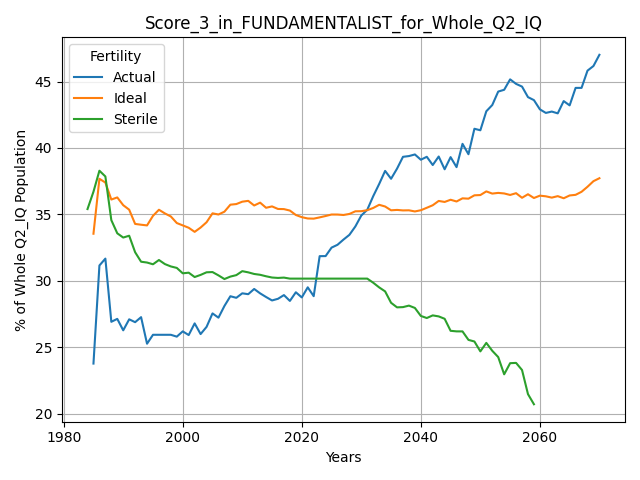 Score_3_in_FUNDAMENTALIST_for_Whole_Q2_IQ
Fertility
Actual
Ideal
Sterile
% of Whole Q2_IQ Population
45
40
35
30
25
20
1980
2000
2020
2040
2060
Years